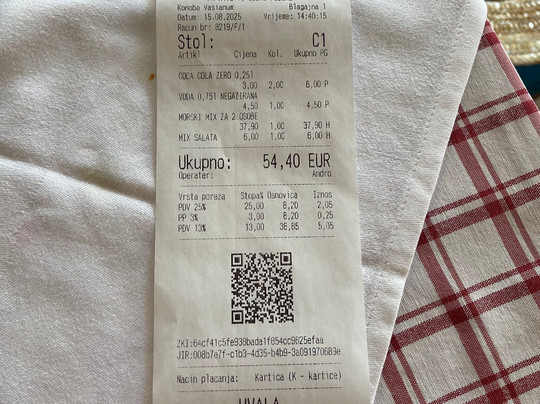 Konoba Vasianum Blagajna 1
Datum: 15.08.2025 Vrijeme: 14:40:15
Racun br: 8219/F/1
Stol: C1
Artikl Cijena Kol. Ukupno PG
COCA COLA ZERO 0,25l
3,00 2,00 6,00 P
VODA 0,75l NEGAZIRANA
4,50 1,00 4,50 P
MORSKI MIX ZA 2 OSOBE
37,90 1,00 37,90 H
MIX SALATA 6,00 1,00 6,00 H
Ukupno: 54,40 EUR
Operater: Andro
Vrsta poreza Stopa% Osnovica Iznos
PDV 25% 25,00 8,20 2,05
PP 3% 3,00 8,20 0,25
PDV 13% 13,00 38,85 5,05
ZKI:64cf41c5fe938bada1f854cc9625efaa
JIR:008b7e7f-c1b3-4d35-b4b9-3a091970683e
Nacin placanja: Kartica (K - kartice)
HVALA